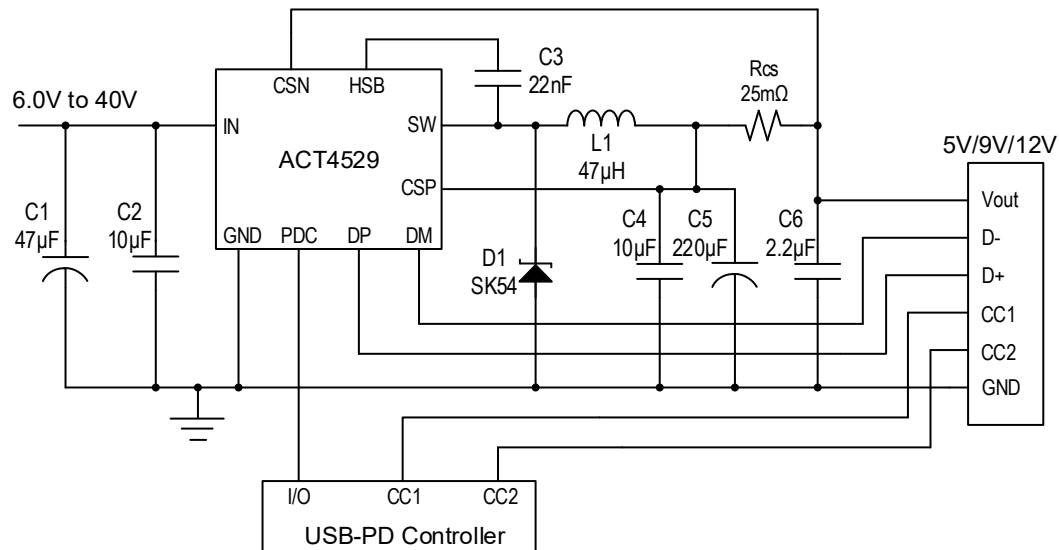 6.0V to 40V
CSN
HSB
C3
22nF
Rcs
25mΩ
IN
SW
L1
47µH
ACT4529
CSP
5V/9V/12V
C1
47µF
C2
10µF
GND
PDC
DP
DM
D1
SK54
C4
10µF
C5
220µF
C6
2.2µF
Vout
D-
D+
CC1
CC2
GND
I/O
CC1
CC2
USB-PD Controller